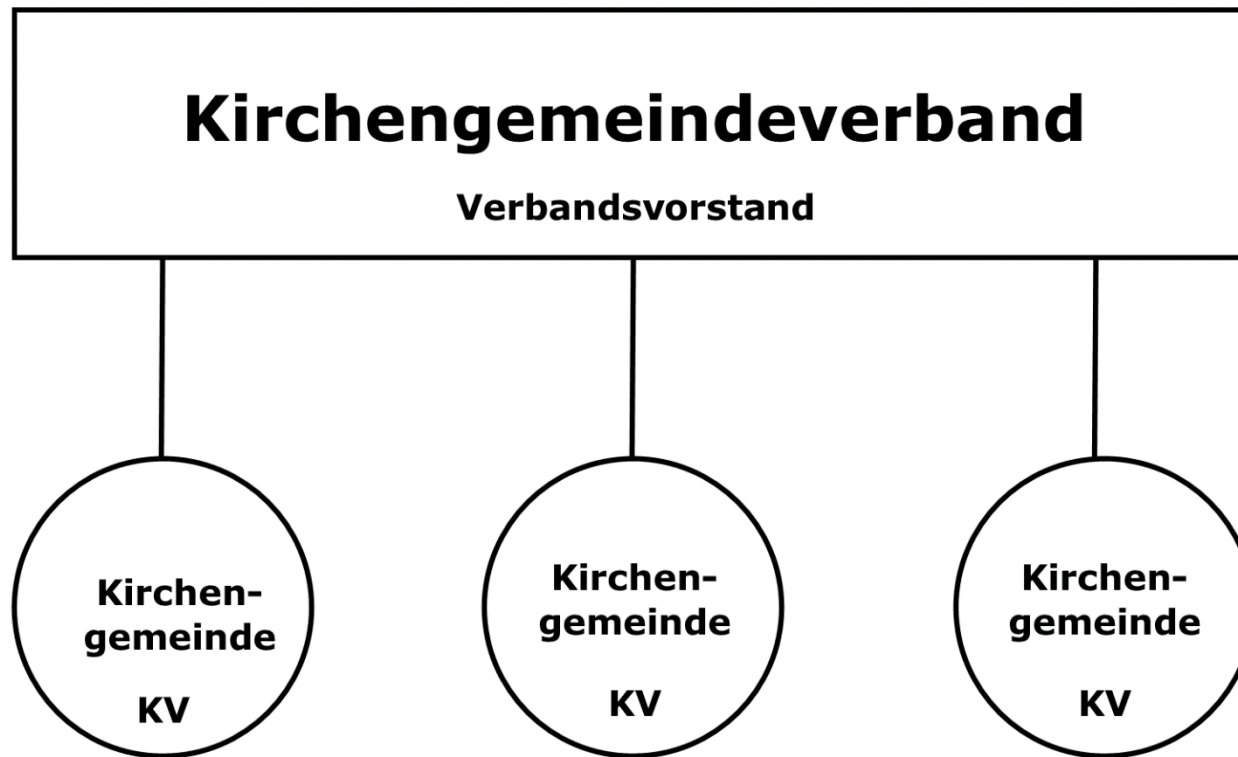 Kirchengemeindeverband
Verbandsvorstand
Kirchen-
gemeinde
KV
Kirchen-
gemeinde
KV
Kirchen-
gemeinde
KV